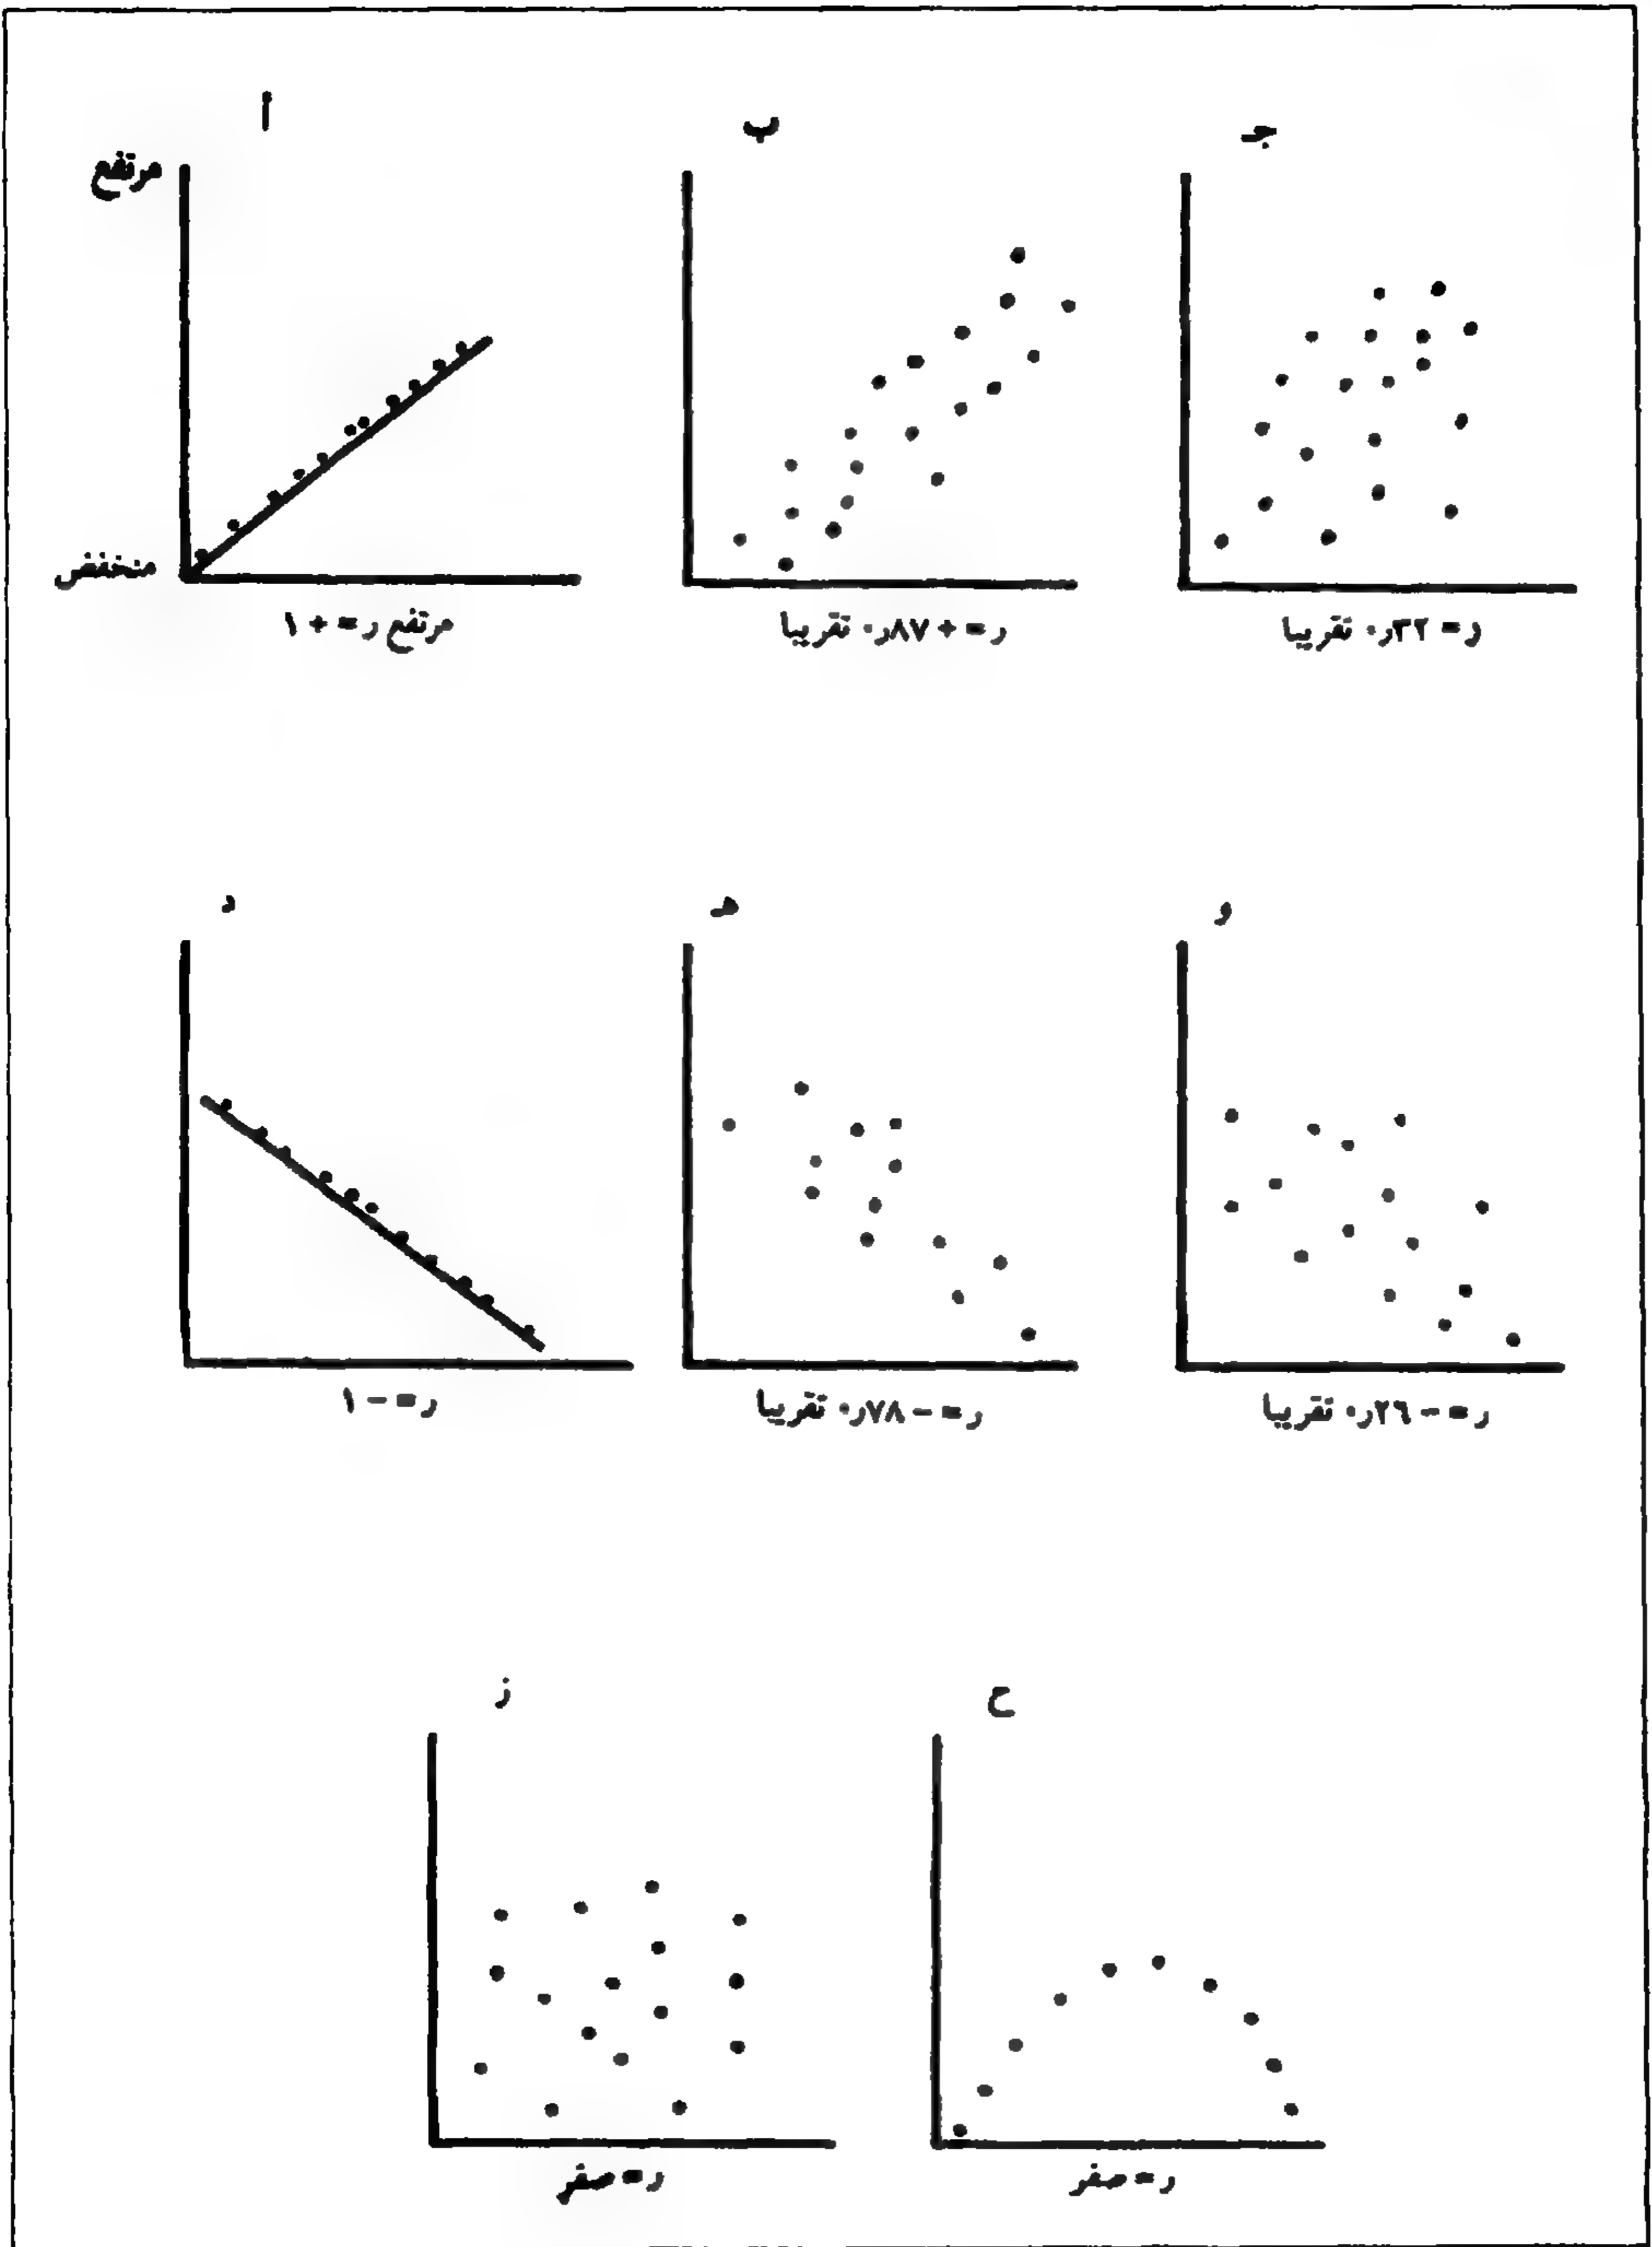 أ
ب
جـ
مرتفع
منخفض
مرتفع ر = + ١
ر = + ٨٧ر٠ تقريبا
ر = ٣٢ر٠ تقريبا
د
هـ
و
ر = − ١
ر = − ٧٨ر٠ تقريبا
ر = − ٢٦ر٠ تقريبا
ز
ح
ر = صفر
ر = صفر